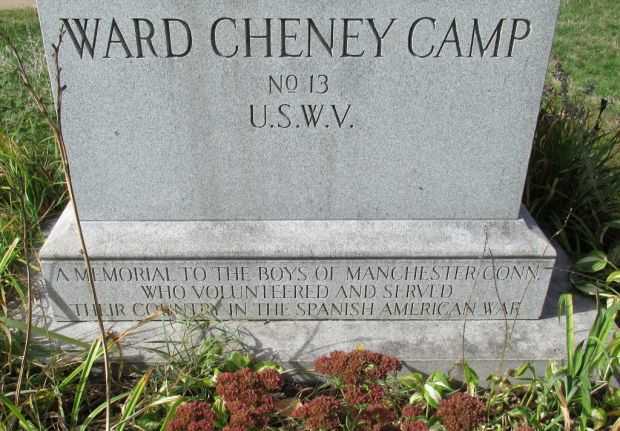 WARD CHENEY CAMP
NO 13
U.S.W.V.
A MEMORIAL TO THE BOYS OF MANCHESTER CONN.
WHO VOLUNTEERED AND SERVED
THEIR COUNTRY IN THE SPANISH AMERICAN WAR